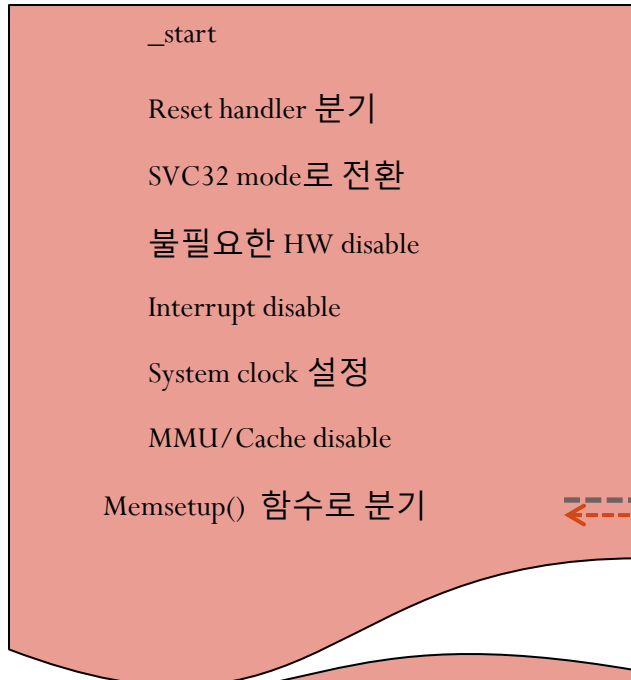 _start
Reset handler 분기
SVC32 mode로 전환
불필요한 HW disable
Interrupt disable
System clock 설정
MMU/Cache disable
Memsetup() 함수로 분기